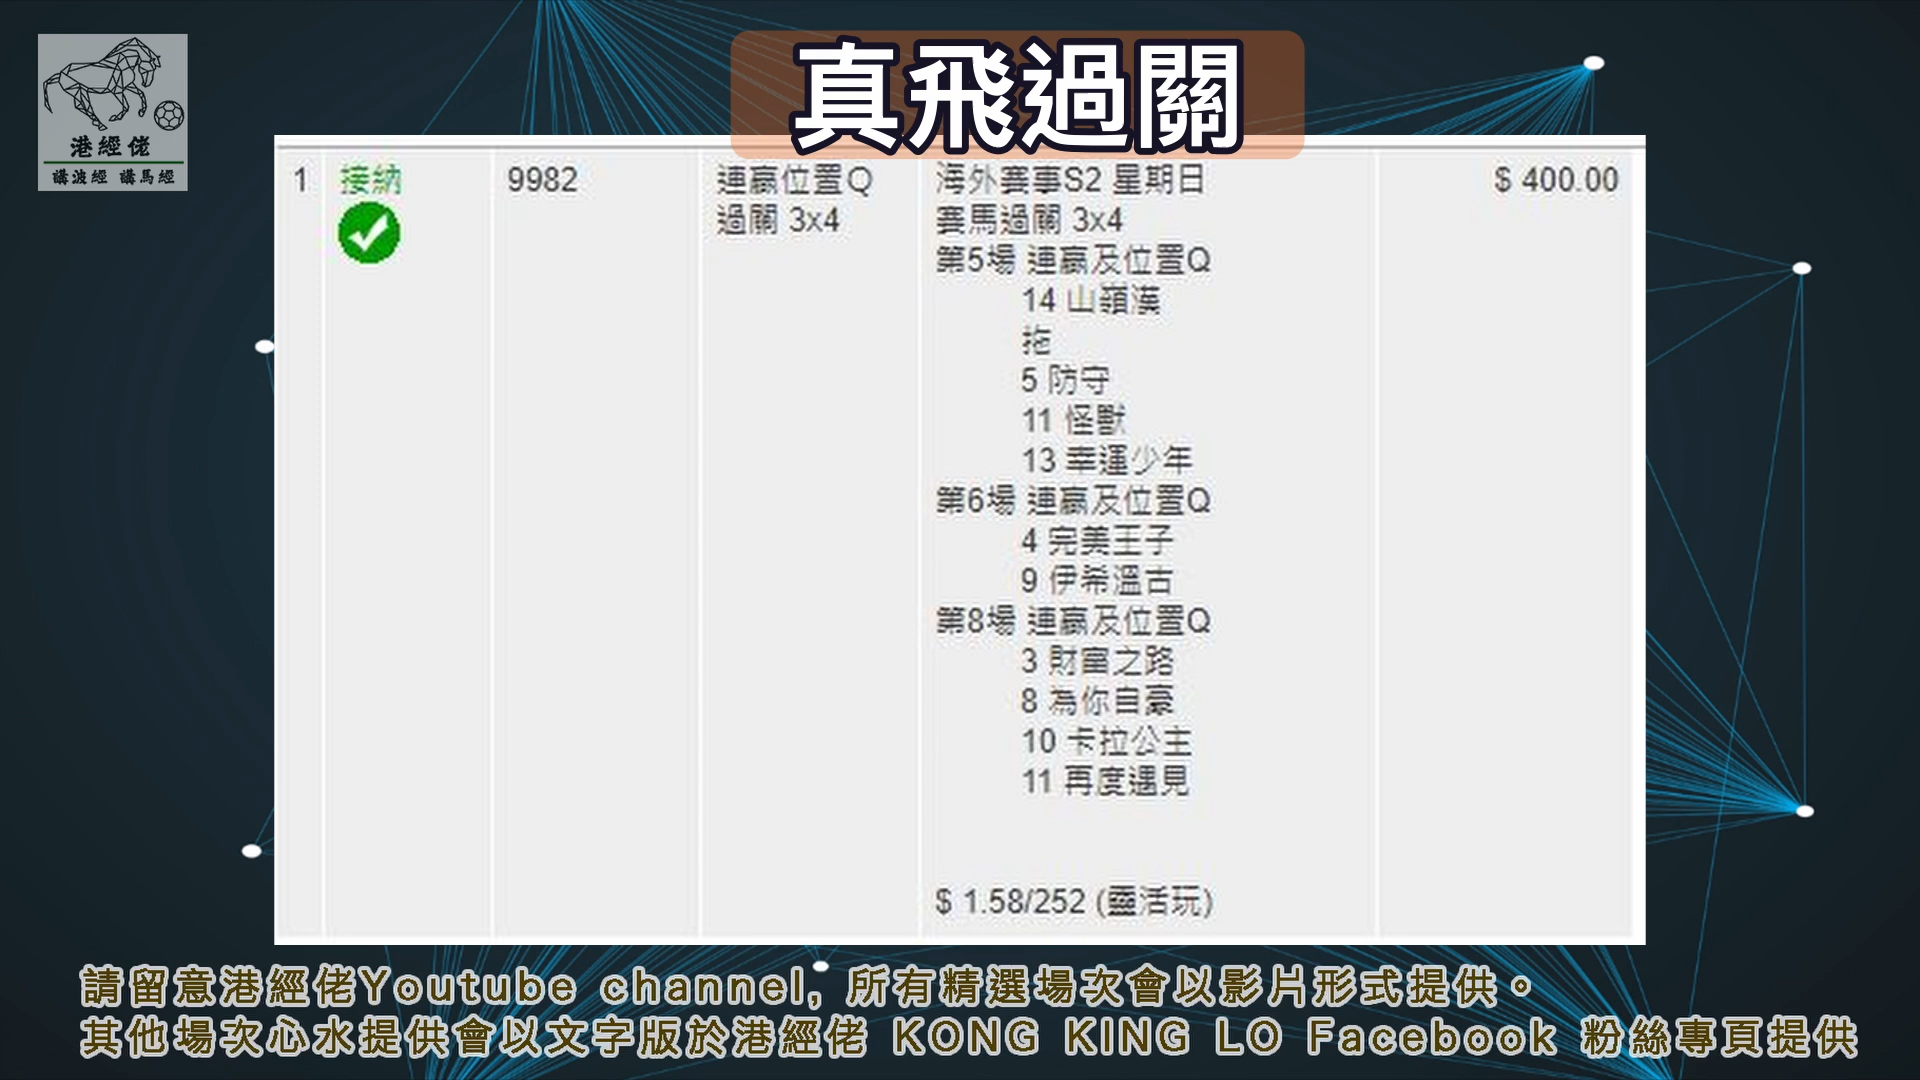 港經佬
講波經 講馬經
真飛過關
1 接納 9982 連贏位置Q 海外賽事S2 星期日 $ 400.00
過關 3x4 賽馬過關 3x4
第5場 連贏及位置Q
14 山嶺漢
拖
5 防守
11 怪獸
13 幸運少年
第6場 連贏及位置Q
4 完美王子
9 伊希溫古
第8場 連贏及位置Q
3 財富之路
8 為你自豪
10 卡拉公主
11 再度遇見
$ 1.58/252 (靈活玩)
請留意港經佬Youtube channel, 所有精選場次會以影片形式提供。
其他場次心水提供會以文字版於港經佬 KONG KING LO Facebook 粉絲專頁提供